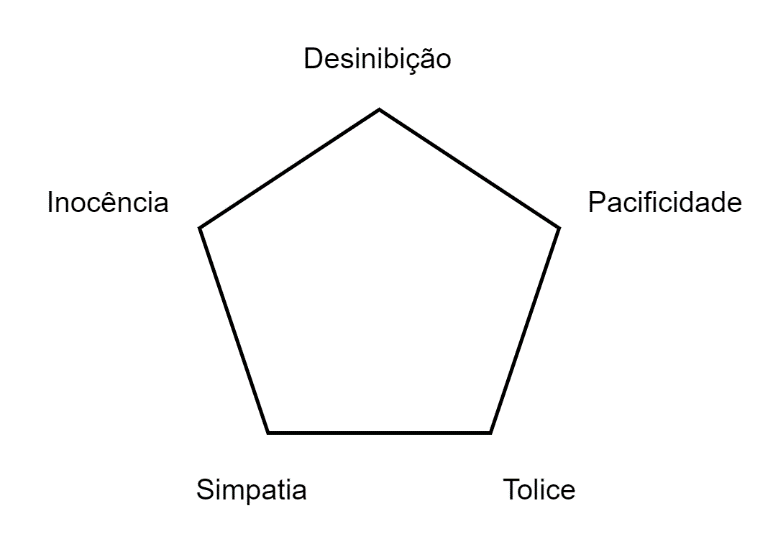 Desinibição
Inocência
Pacificidade
Simpatia
Tolice